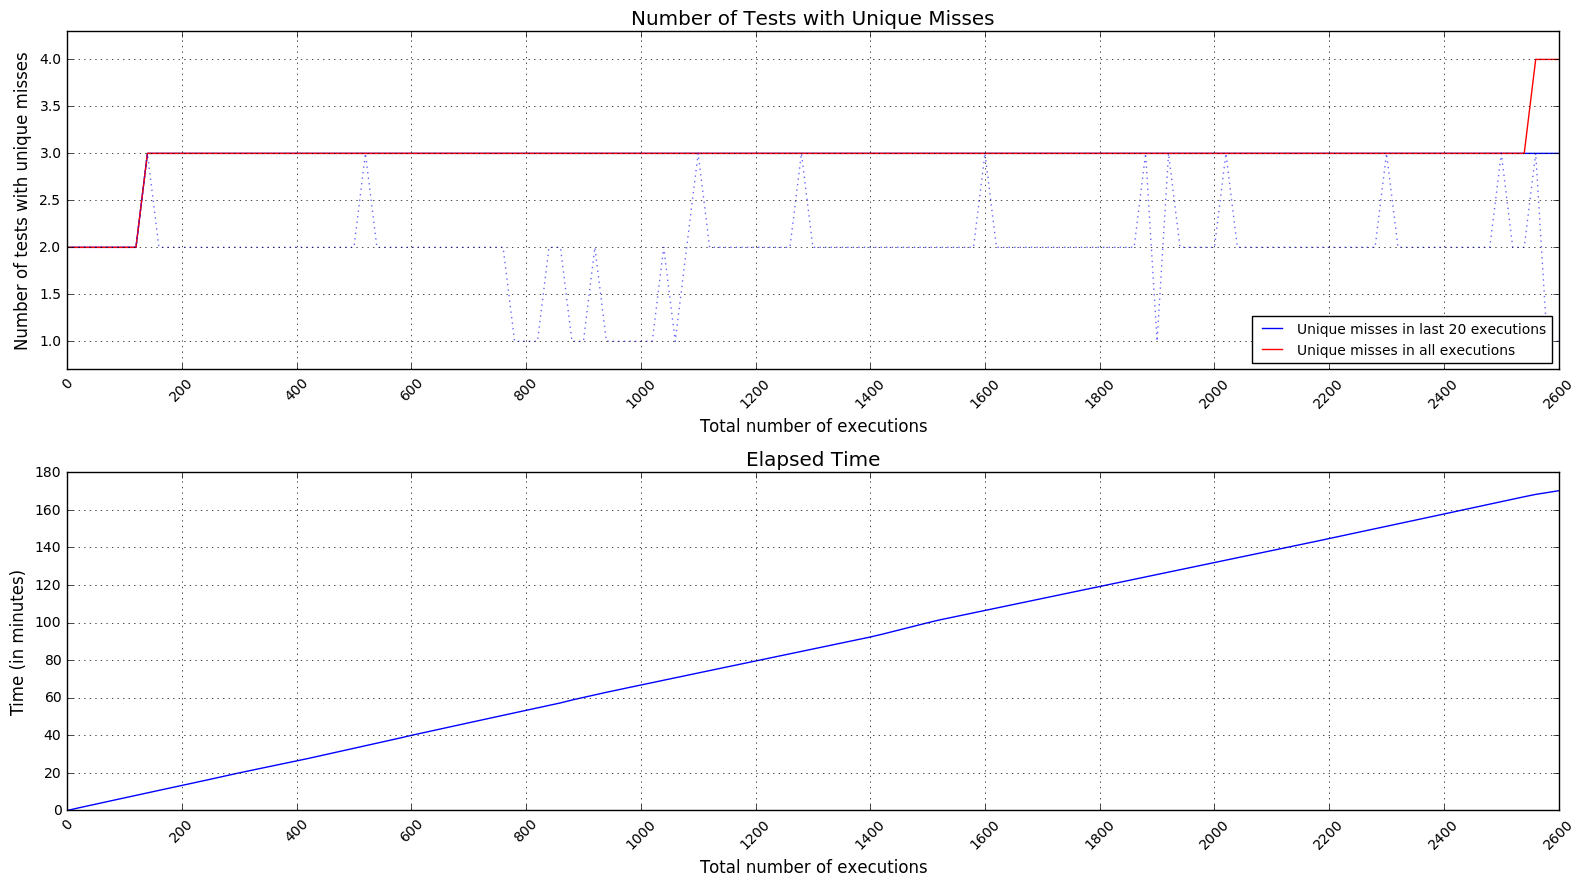 Number of Tests with Unique Misses
Number of tests with unique misses
4.0
3.5
3.0
2.5
2.0
1.5
1.0
Unique misses in last 20 executions
Unique misses in all executions
0 200 400 600 800 1000 1200 1400 1600 1800 2000 2200 2400 2600
Total number of executions
Elapsed Time
Time (in minutes)
180
160
140
120
100
80
60
40
20
0
0 200 400 600 800 1000 1200 1400 1600 1800 2000 2200 2400 2600
Total number of executions